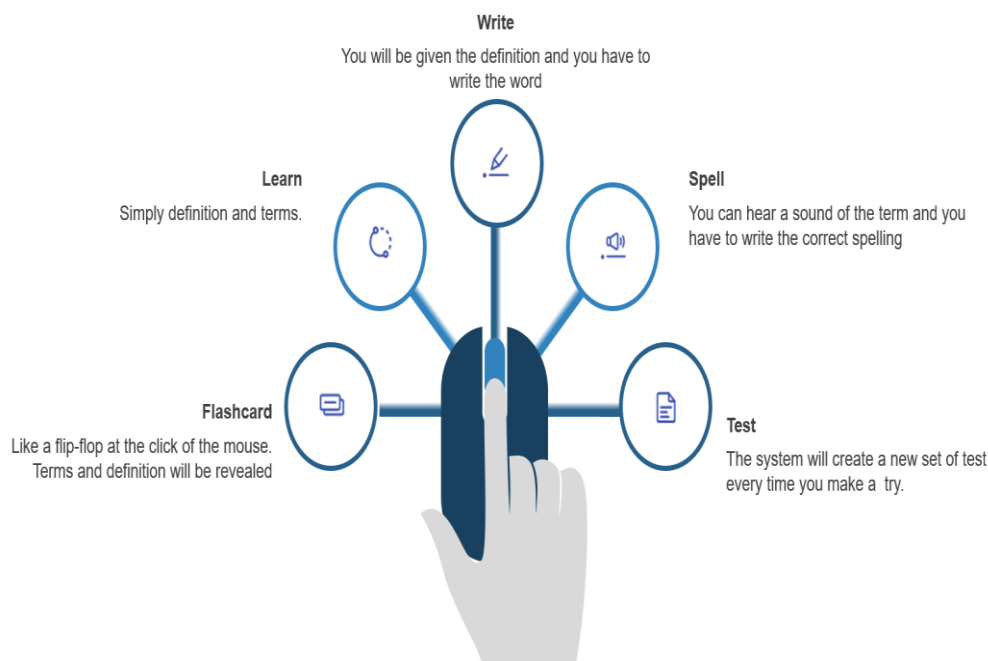 Write
You will be given the definition and you have to
write the word
Learn
Simply definition and terms.
Spell
You can hear a sound of the term and you
have to write the correct spelling
Flashcard
Like a flip-flop at the click of the mouse.
Terms and definition will be revealed
Test
The system will create a new set of test
every time you make a  try.